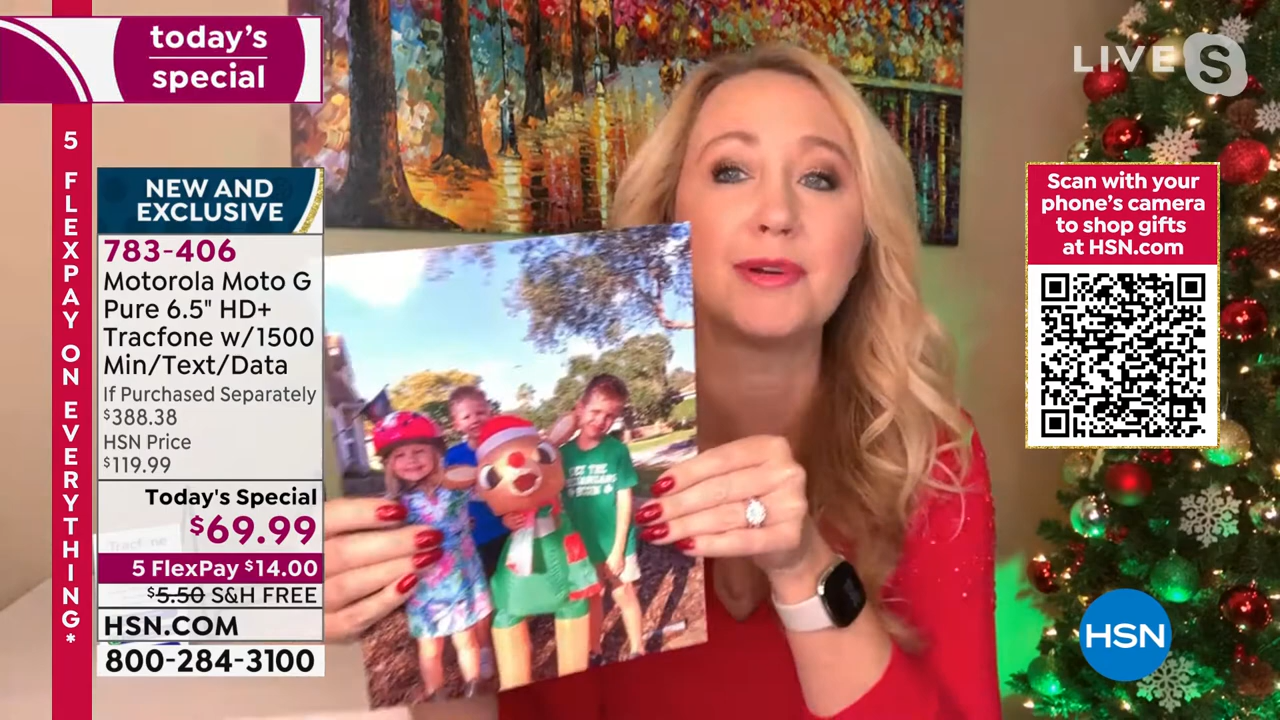 today's
special
5 FLEXPAY ON EVERYTHING*
NEW AND
EXCLUSIVE
783-406
Motorola Moto G
Pure 6.5" HD+
Tracfone w/1500
Min/Text/Data
If Purchased Separately
$388.38
HSN Price
$119.99
Today's Special
$69.99
5 FlexPay $14.00
$5.50 S&H FREE
HSN.COM
800-284-3100
LIVE S
Scan with your
phone's camera
to shop gifts
at HSN.com
HSN